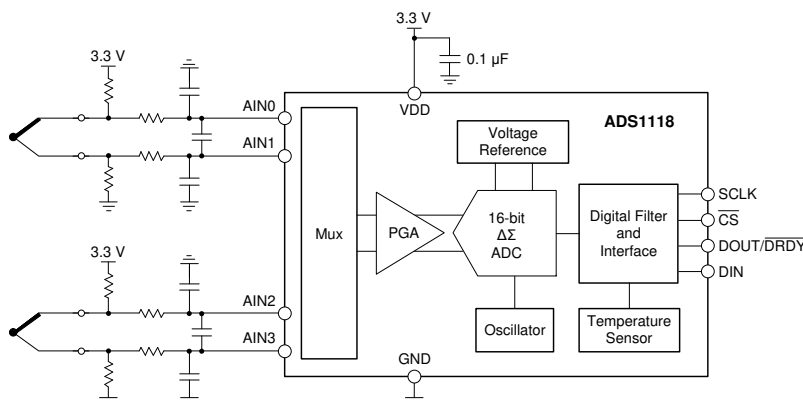 3.3 V
0.1 µF
3.3 V
VDD
AIN0
ADS1118
AIN1
Voltage
Reference
SCLK
CS
DOUT/DRDY
DIN
Mux
PGA
16-bit
ΔΣ
ADC
Digital Filter
and
Interface
3.3 V
AIN2
AIN3
Oscillator
Temperature
Sensor
GND